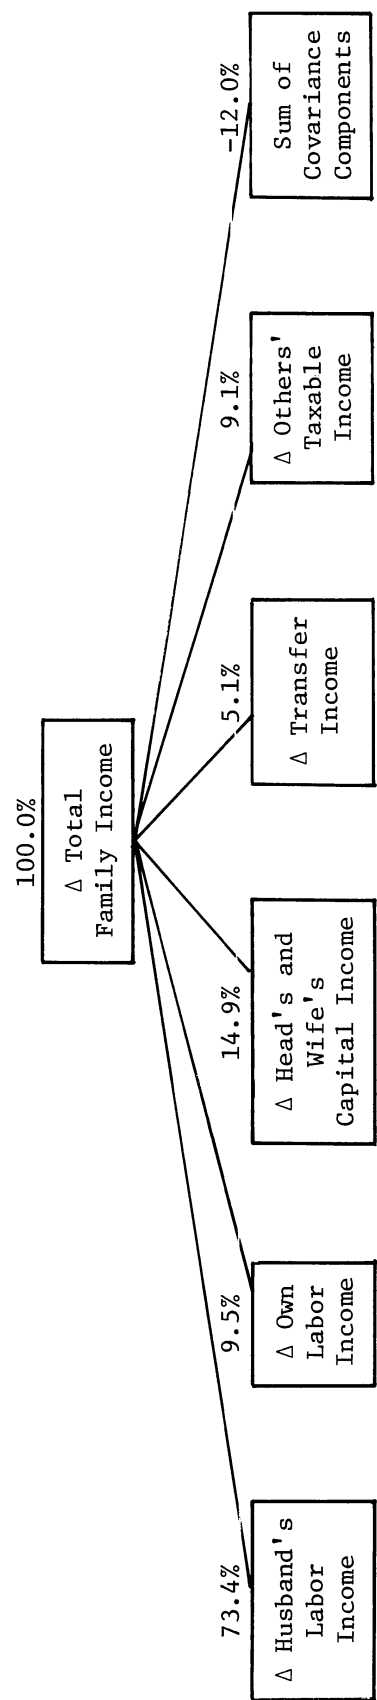 100.0%
Δ Total
Family Income
73.4%
Δ Husband's
Labor
Income
9.5%
Δ Own
Labor
Income
14.9%
Δ Head's and
Wife's
Capital Income
5.1%
Δ Transfer
Income
9.1%
Δ Others'
Taxable
Income
-12.0%
Sum of
Covariance
Components